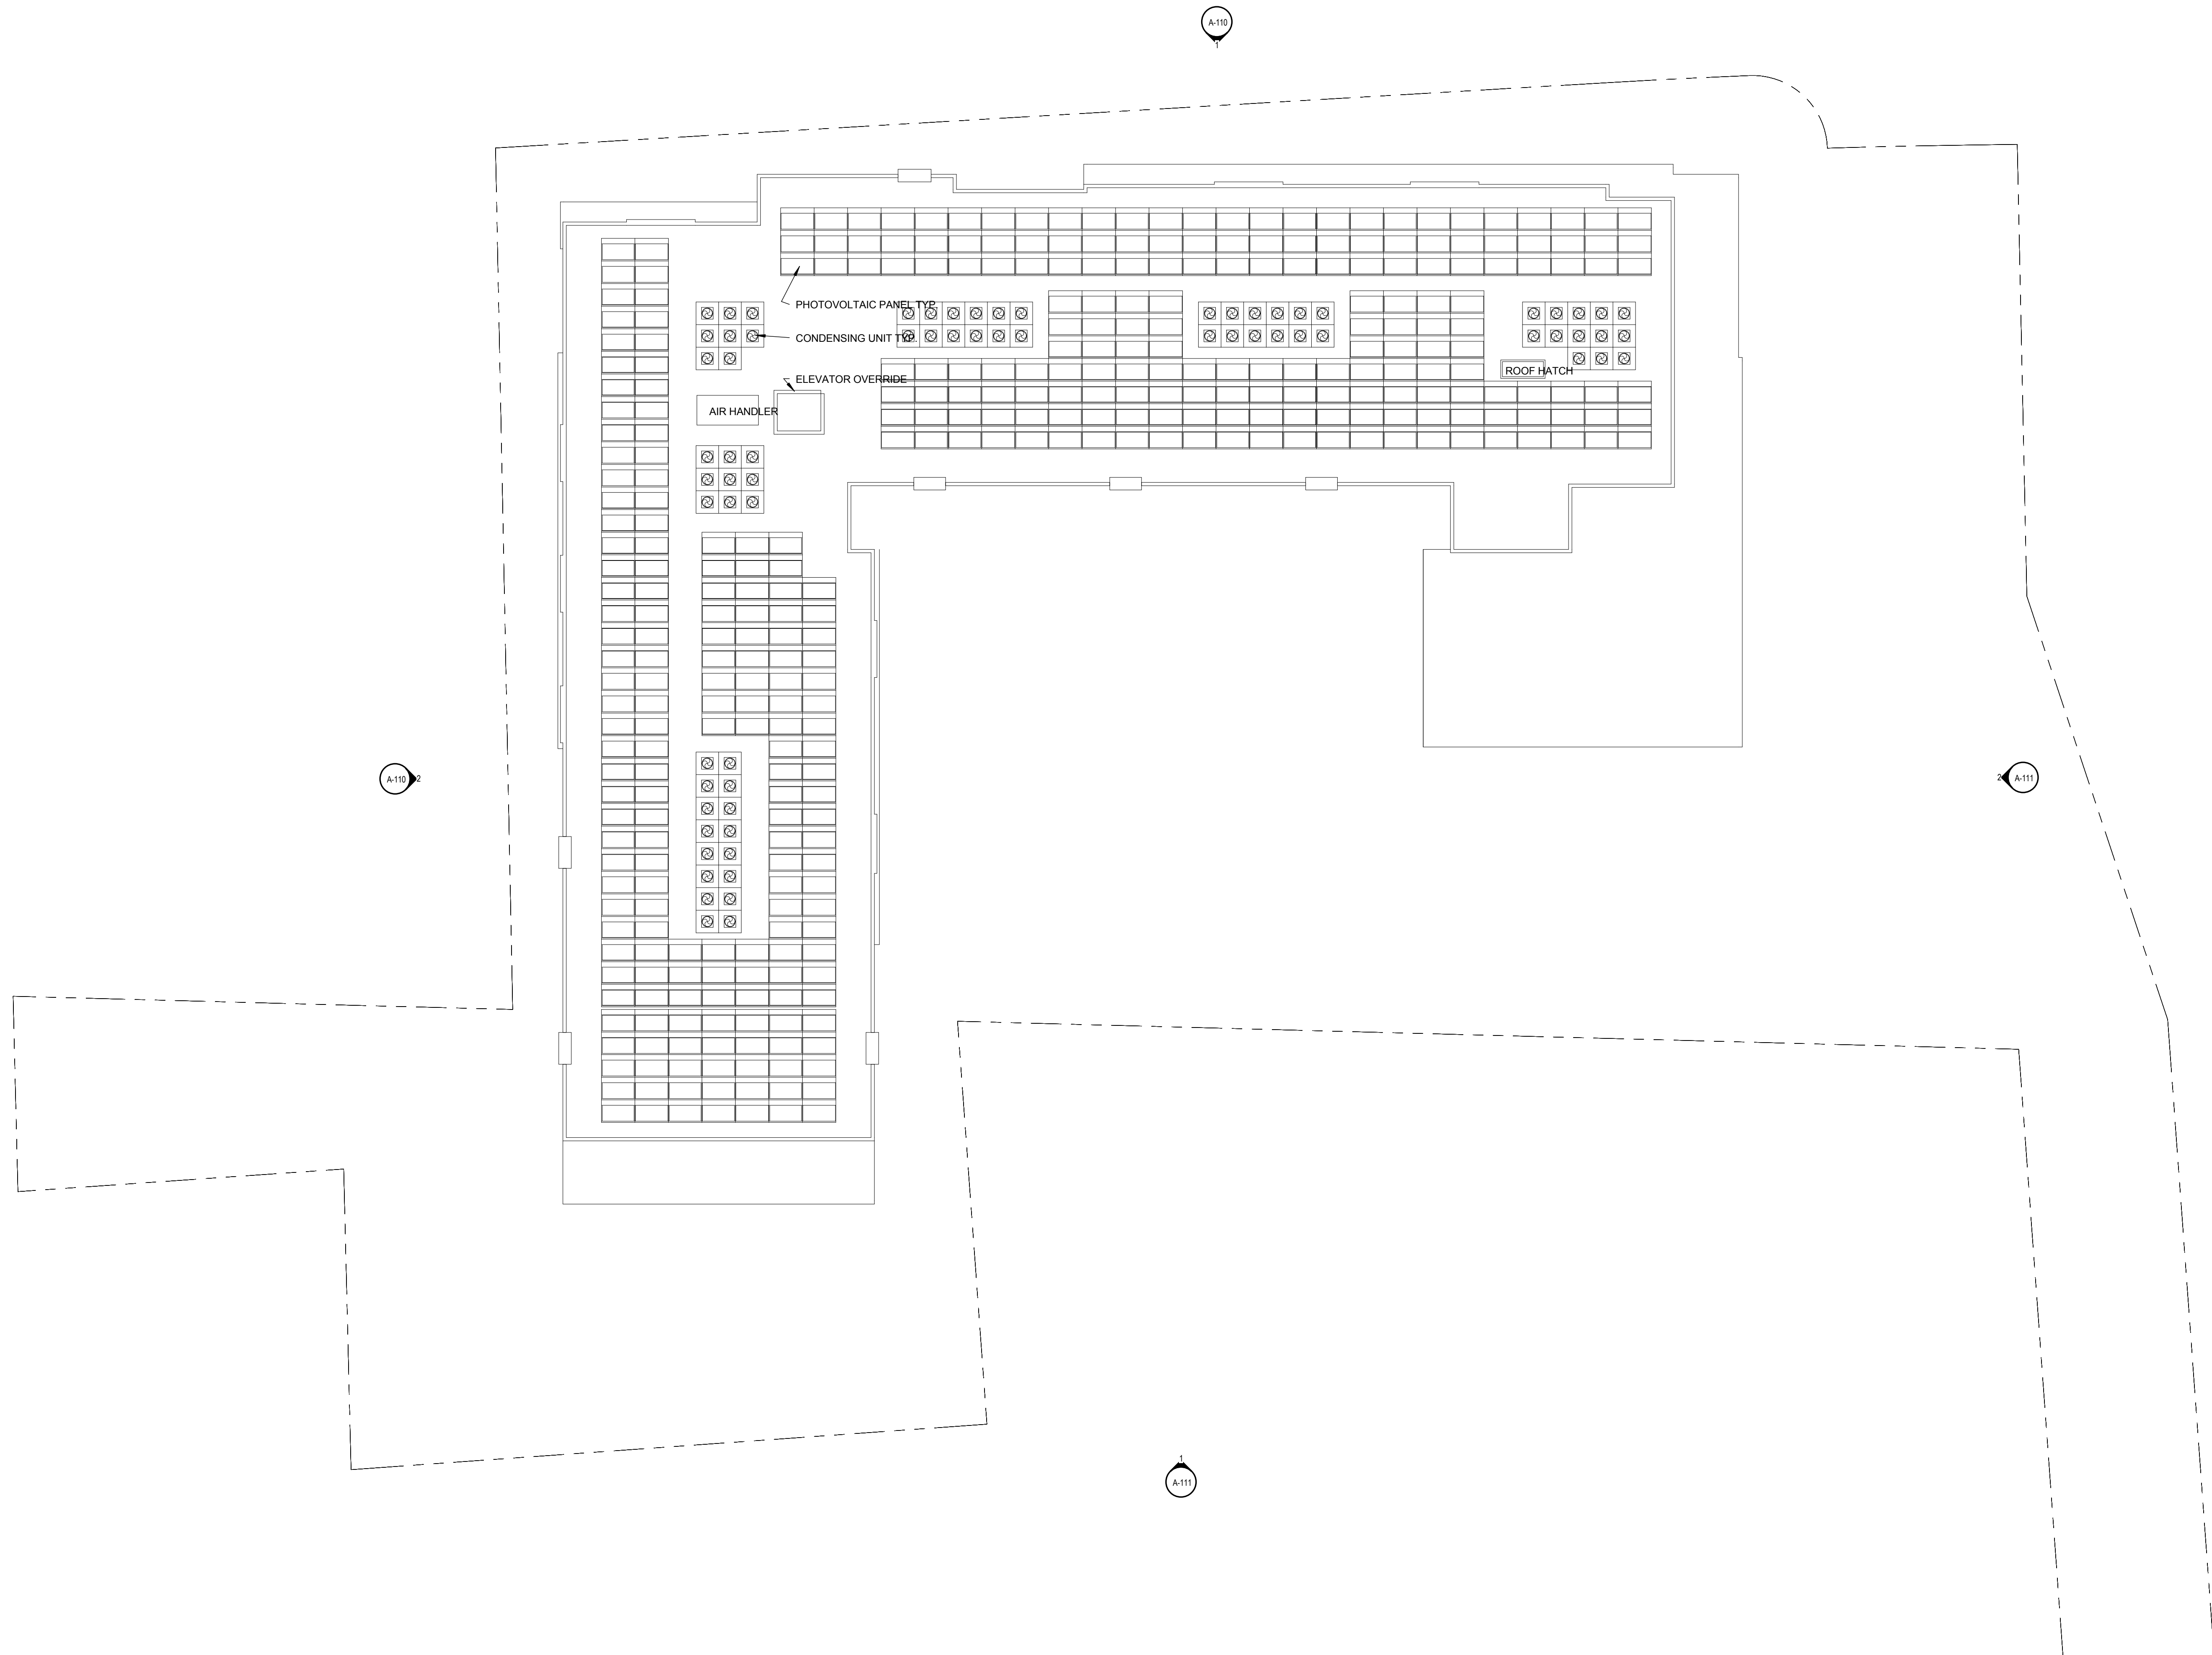 A-110
1
PHOTOVOLTAIC PANEL TYP.
CONDENSING UNIT TYP.
ROOF HATCH
ELEVATOR OVERRIDE
AIR HANDLER
A-110
2
2
A-111
1
A-111